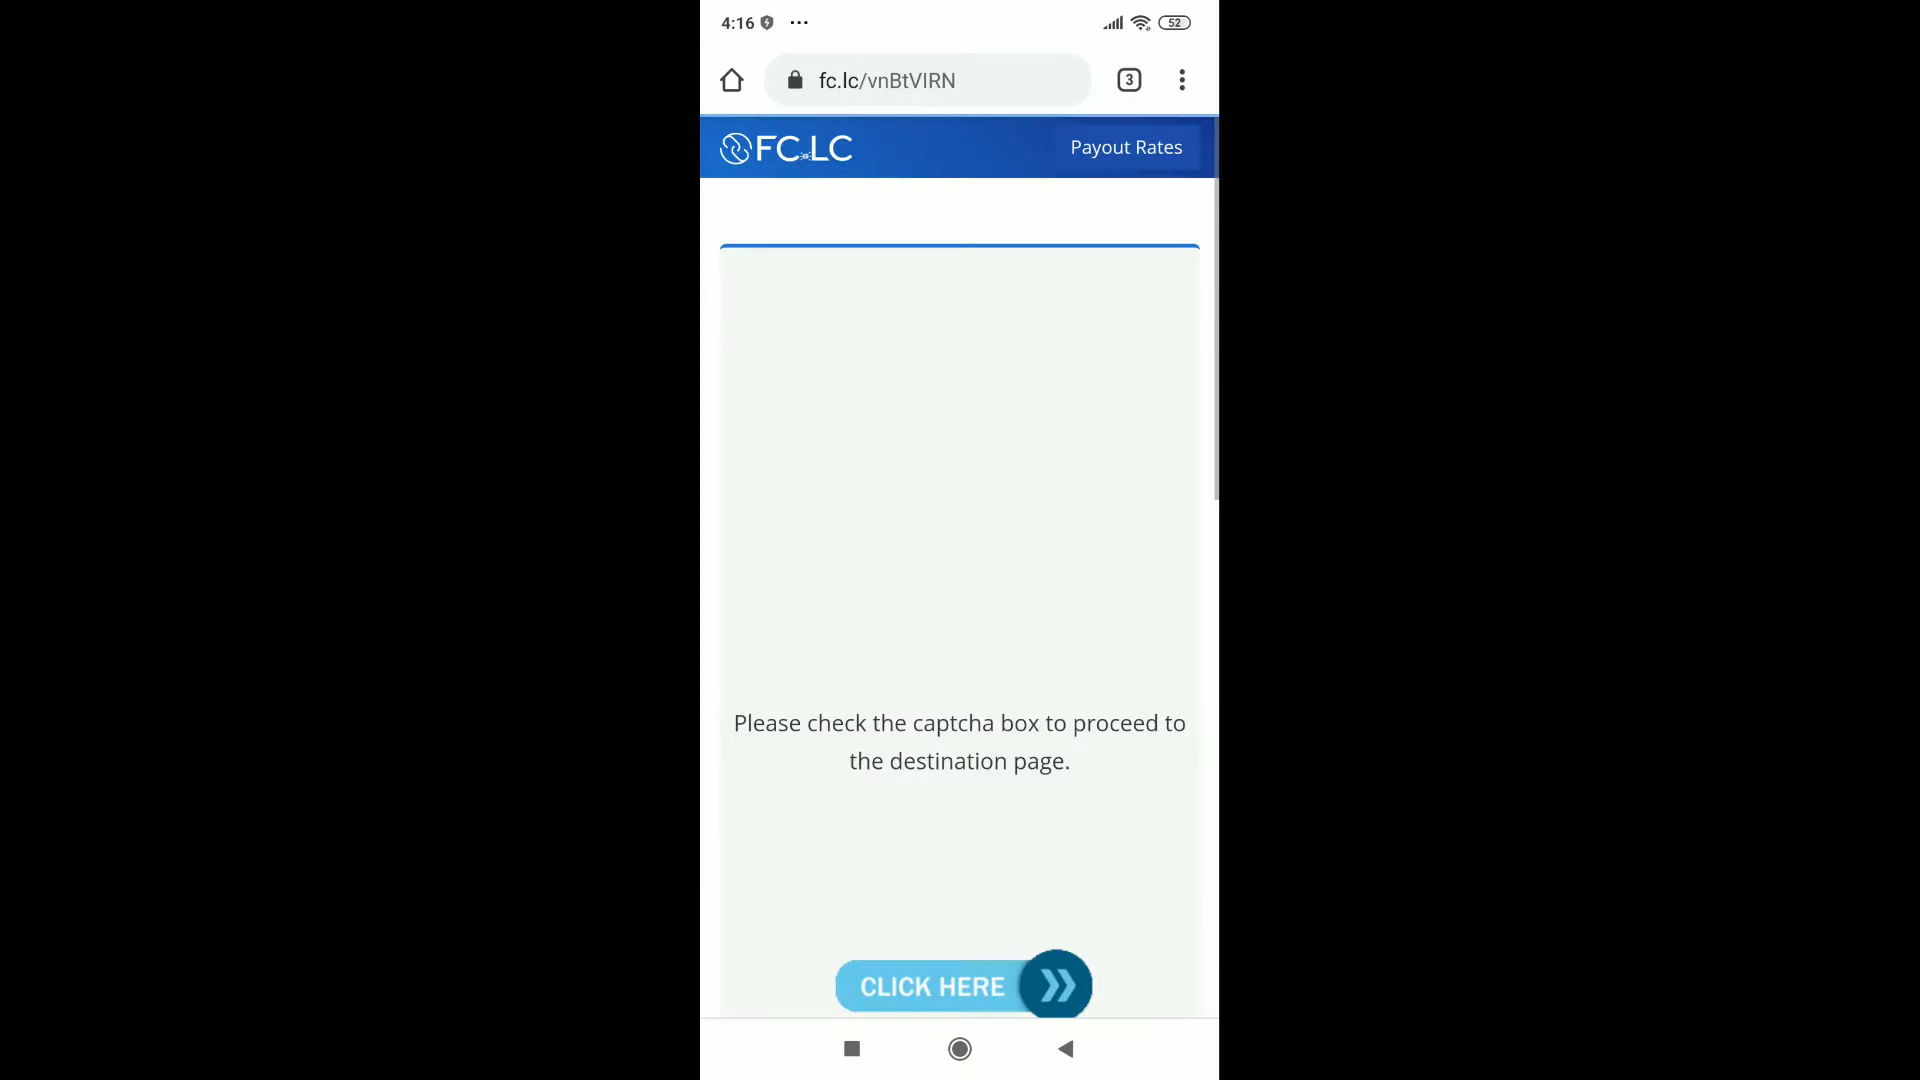 4:16 ... 52
fc.lc/vnBtVIRN 3
FC.LC Payout Rates
Please check the captcha box to proceed to
the destination page.
CLICK HERE